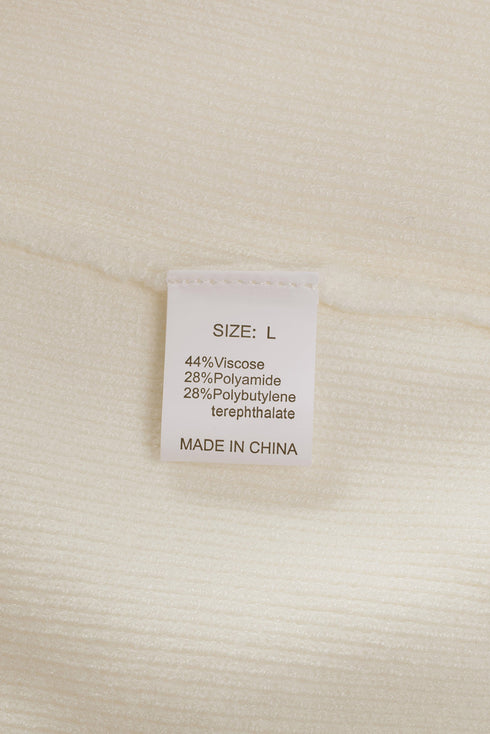 SIZE: L
44%Viscose
28%Polyamide
28%Polybutylene
terephthalate
MADE IN CHINA